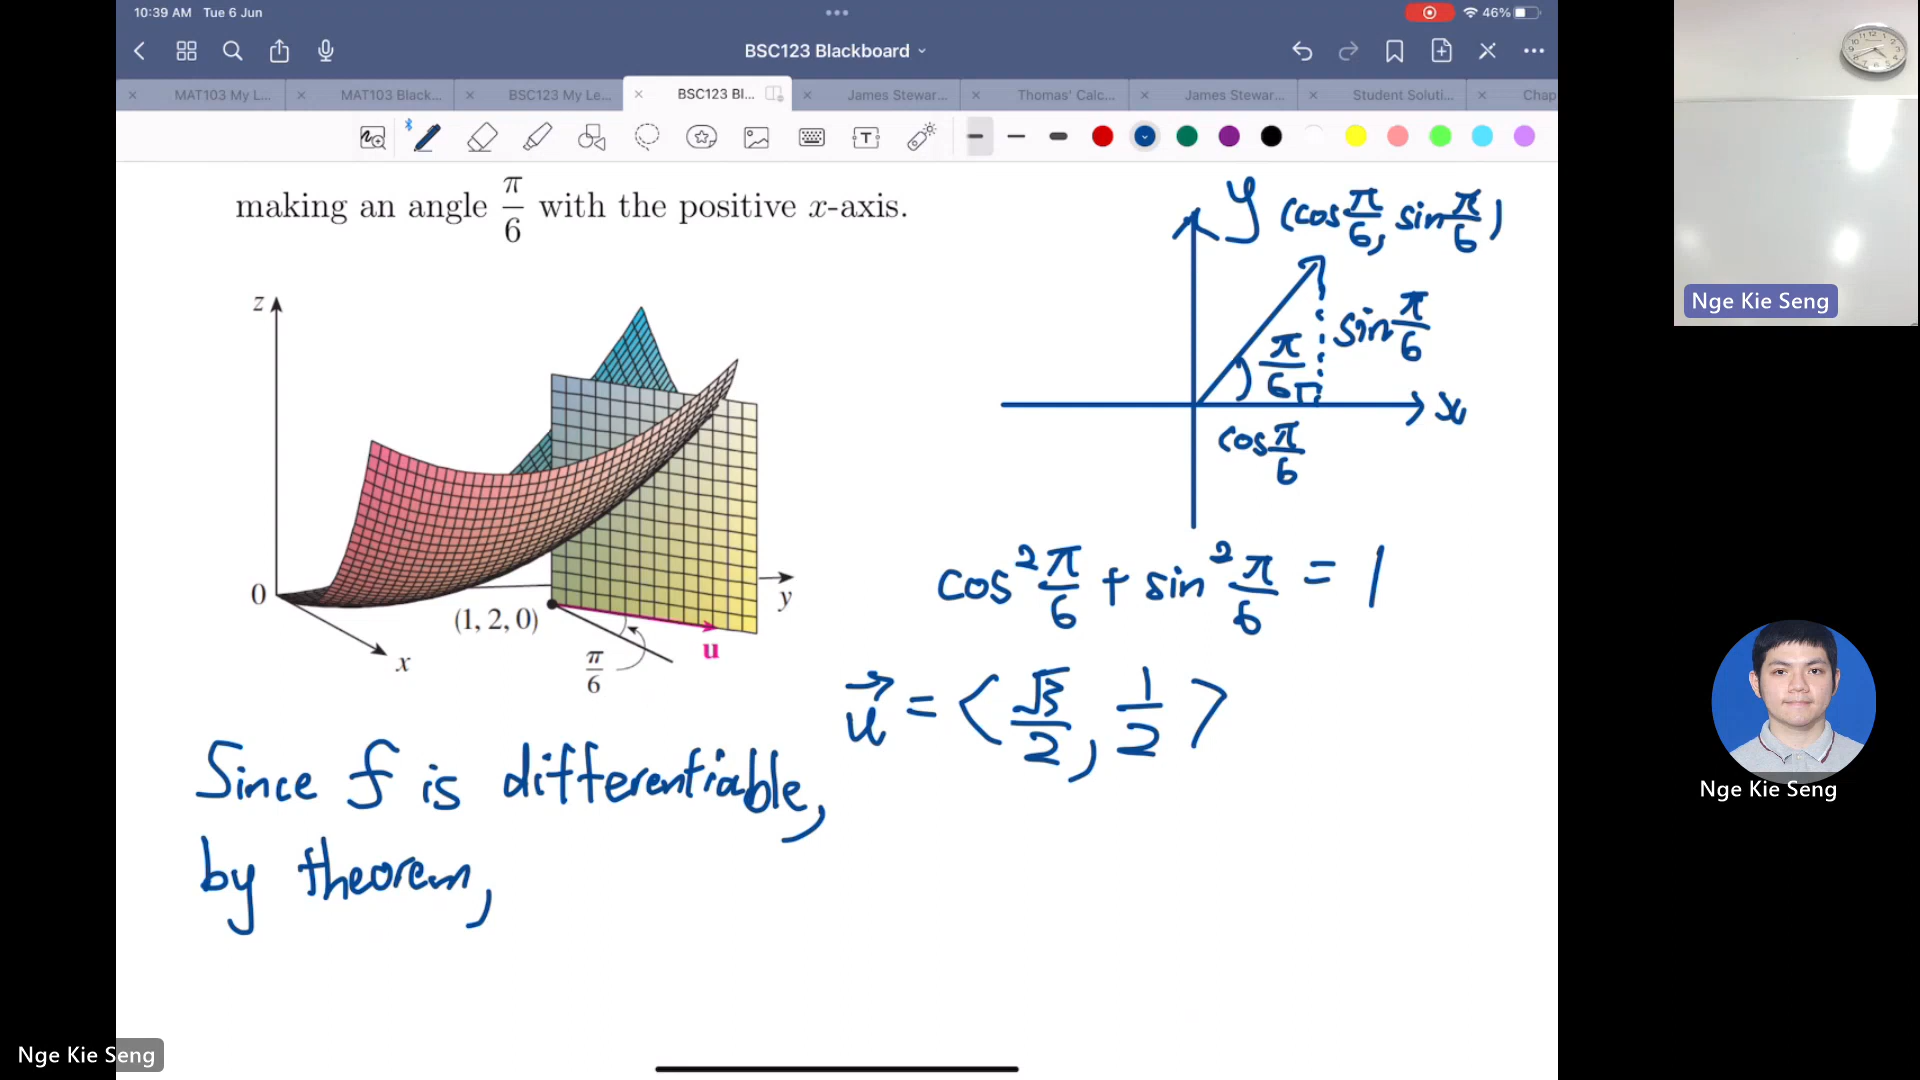 10:39 AM Tue 6 Jun
46%
BSC123 Blackboard
MAT103 My L...
MAT103 Black...
BSC123 My Le...
BSC123 Bl...
James Stewar...
Thomas' Calc...
James Stewar...
Student Soluti...
Chap
T
making an angle π/6 with the positive x-axis.
y (cos π/6, sin π/6)
sin π/6
π/6
x
cos π/6
z
0
(1, 2, 0)
y
x
π/6
u
cos² π/6 + sin² π/6 = 1
u⃗ = ⟨√3/2, 1/2⟩
Since f is differentiable,
by theorem,
Nge Kie Seng
Nge Kie Seng
Nge Kie Seng